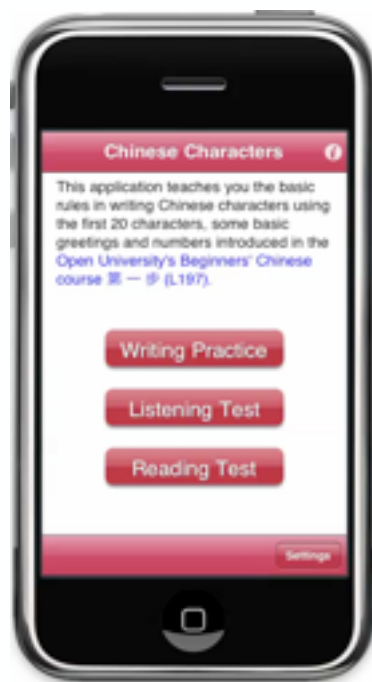 Chinese Characters
This application teaches you the basic
rules in writing Chinese characters using
the first 20 characters, some basic
greetings and numbers introduced in the
Open University's Beginners' Chinese
course 第 一 步 (L197).
Writing Practice
Listening Test
Reading Test
Settings